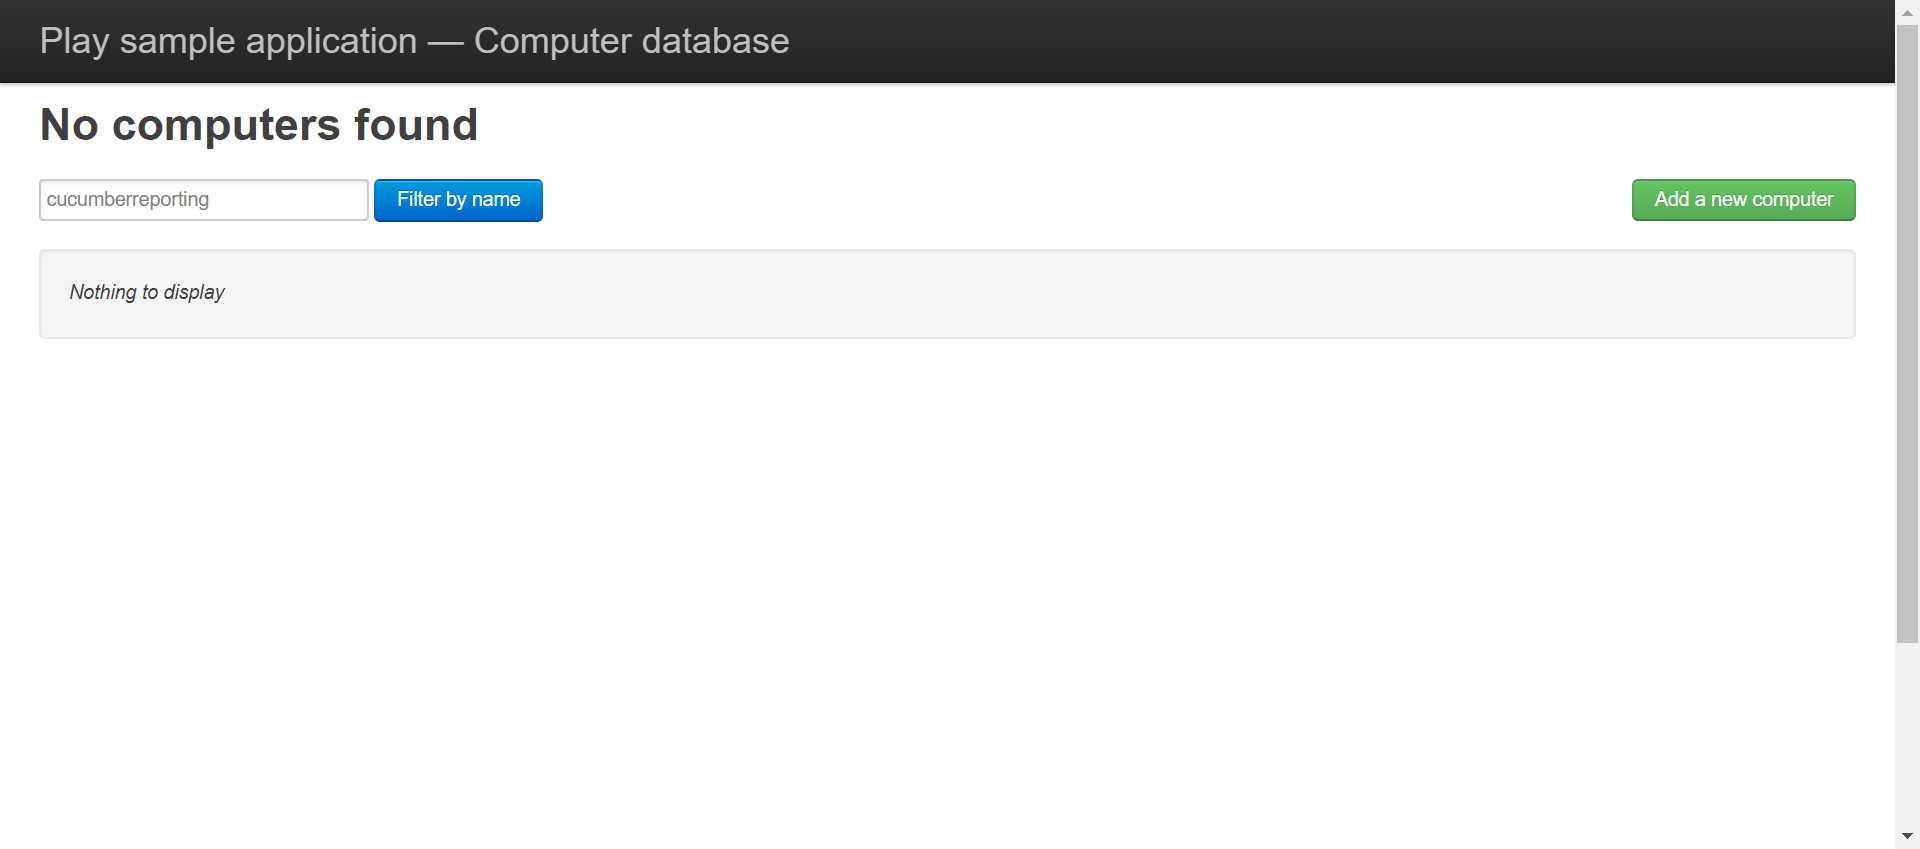 Play sample application — Computer database
No computers found
cucumberreporting
Filter by name
Add a new computer
Nothing to display